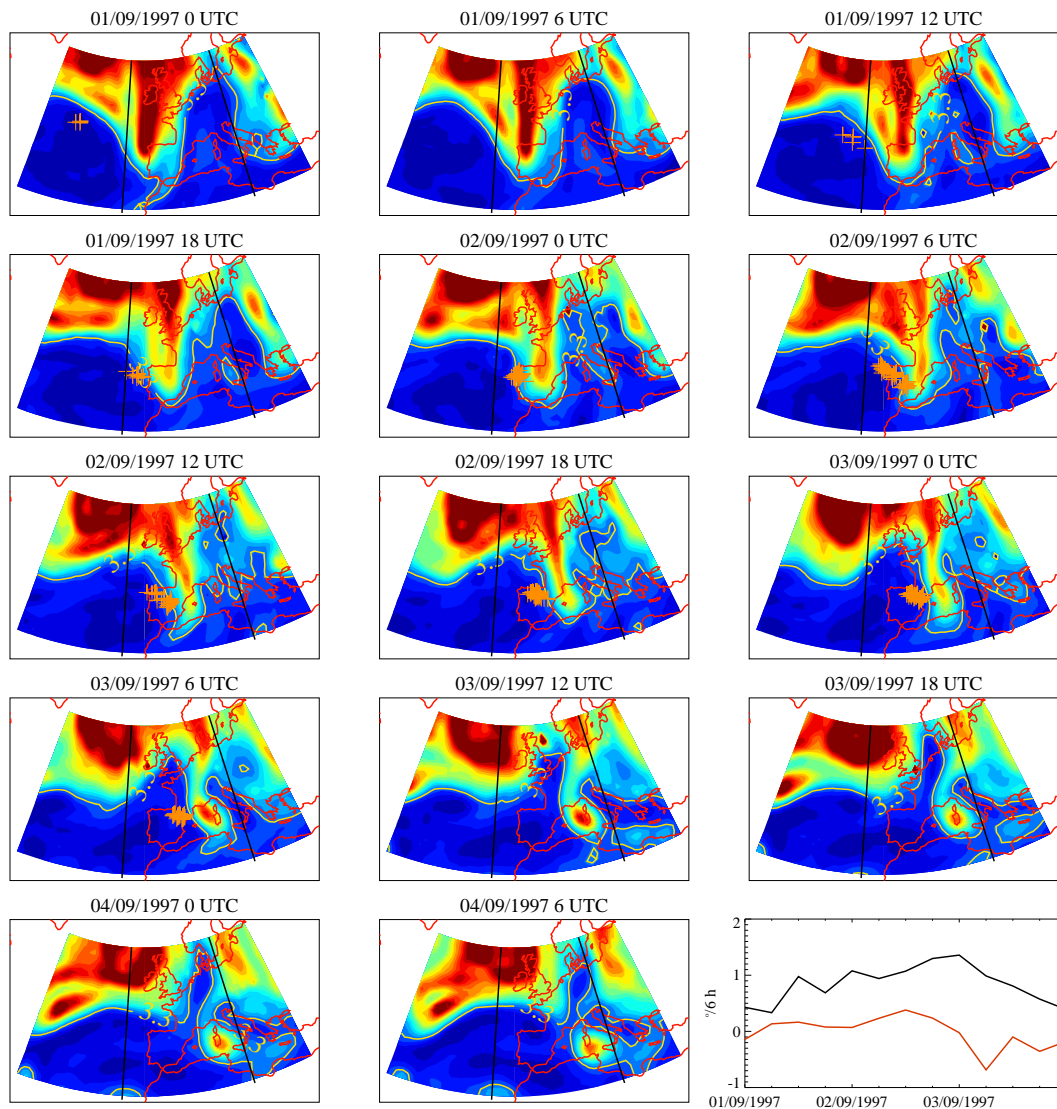 01/09/1997 0 UTC
01/09/1997 6 UTC
01/09/1997 12 UTC
01/09/1997 18 UTC
02/09/1997 0 UTC
02/09/1997 6 UTC
02/09/1997 12 UTC
02/09/1997 18 UTC
03/09/1997 0 UTC
03/09/1997 6 UTC
03/09/1997 12 UTC
03/09/1997 18 UTC
04/09/1997 0 UTC
04/09/1997 6 UTC
2
1
0
-1
°/6 h
01/09/1997 02/09/1997 03/09/1997